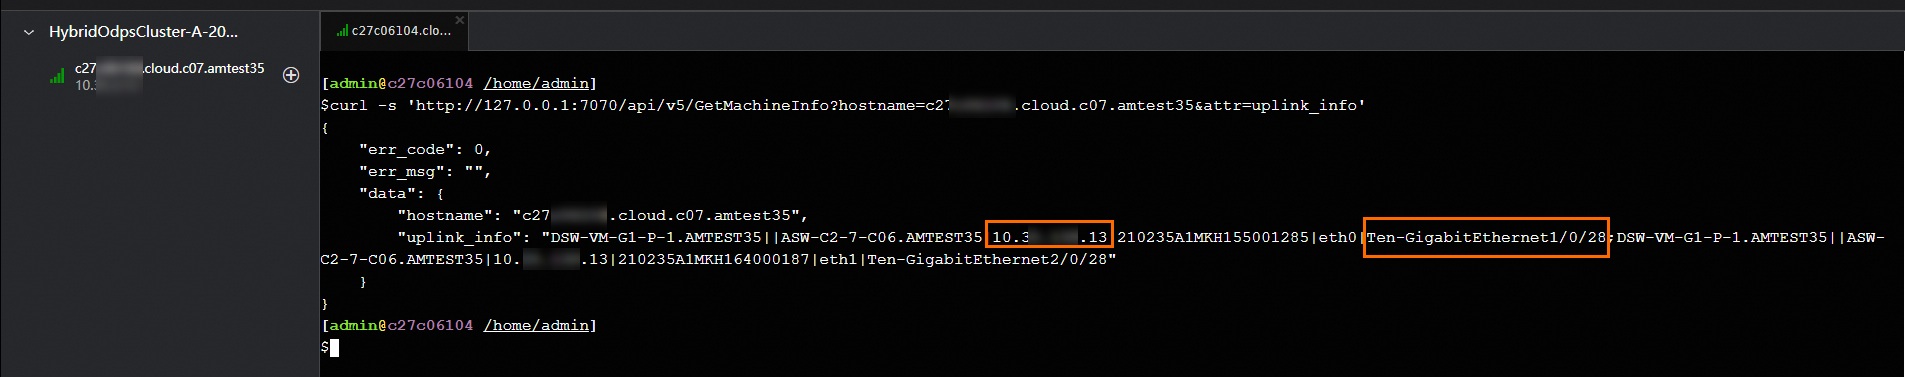 HybridOdpsCluster-A-20...
c27c06104.clo...
c27 .cloud.c07.amtest35
10.3
[admin@c27c06104 /home/admin]
$curl -s 'http://127.0.0.1:7070/api/v5/GetMachineInfo?hostname=c27 .cloud.c07.amtest35&attr=uplink_info'
{
"err_code": 0,
"err_msg": "",
"data": {
"hostname": "c27 .cloud.c07.amtest35",
"uplink_info": "DSW-VM-G1-P-1.AMTEST35||ASW-C2-7-C06.AMTEST35 10.3 .13 210235A1MKH155001285|eth0|Ten-GigabitEthernet1/0/28;DSW-VM-G1-P-1.AMTEST35||ASW-
C2-7-C06.AMTEST35|10. .13|210235A1MKH164000187|eth1|Ten-GigabitEthernet2/0/28"
}
}
[admin@c27c06104 /home/admin]
$